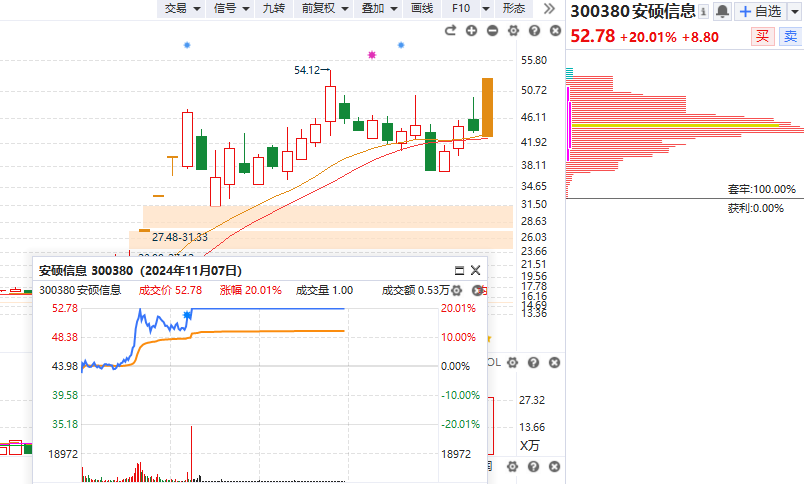 交易 信号 九转 前复权 叠加 画线 F10 形态
300380 安硕信息 自选
52.78 +20.01% +8.80 买 卖
54.12
55.80
50.72
46.11
41.92
38.11
34.65
31.50
28.63
26.03
23.66
21.51
19.56
17.78
16.16
14.69
13.36
套牢:100.00%
获利:0.00%
27.48-31.33
安硕信息 300380（2024年11月07日）
300380 安硕信息 成交价 52.78 涨幅 20.01% 成交量 1.00 成交额 0.53万
52.78 20.01%
48.38 10.00%
43.98 0.00%
39.58 -10.00%
35.18 -20.01%
18972 18972
OL
27.32
13.66
X万